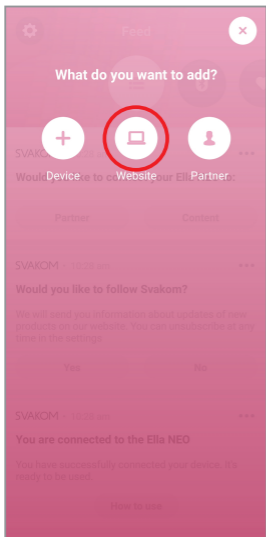 Feed
What do you want to add?
Device
Website
Partner
SVAKOM
Would you like to connect your Ella
Partner
Content
SVAKOM
Would you like to follow Svakom?
We will send you information about updates of new
products on our website. You can unsubscribe at any
time in the settings.
Yes
No
SVAKOM
You are connected to the Ella NEO
You have successfully connected your device. It's
ready to be used.
How to use